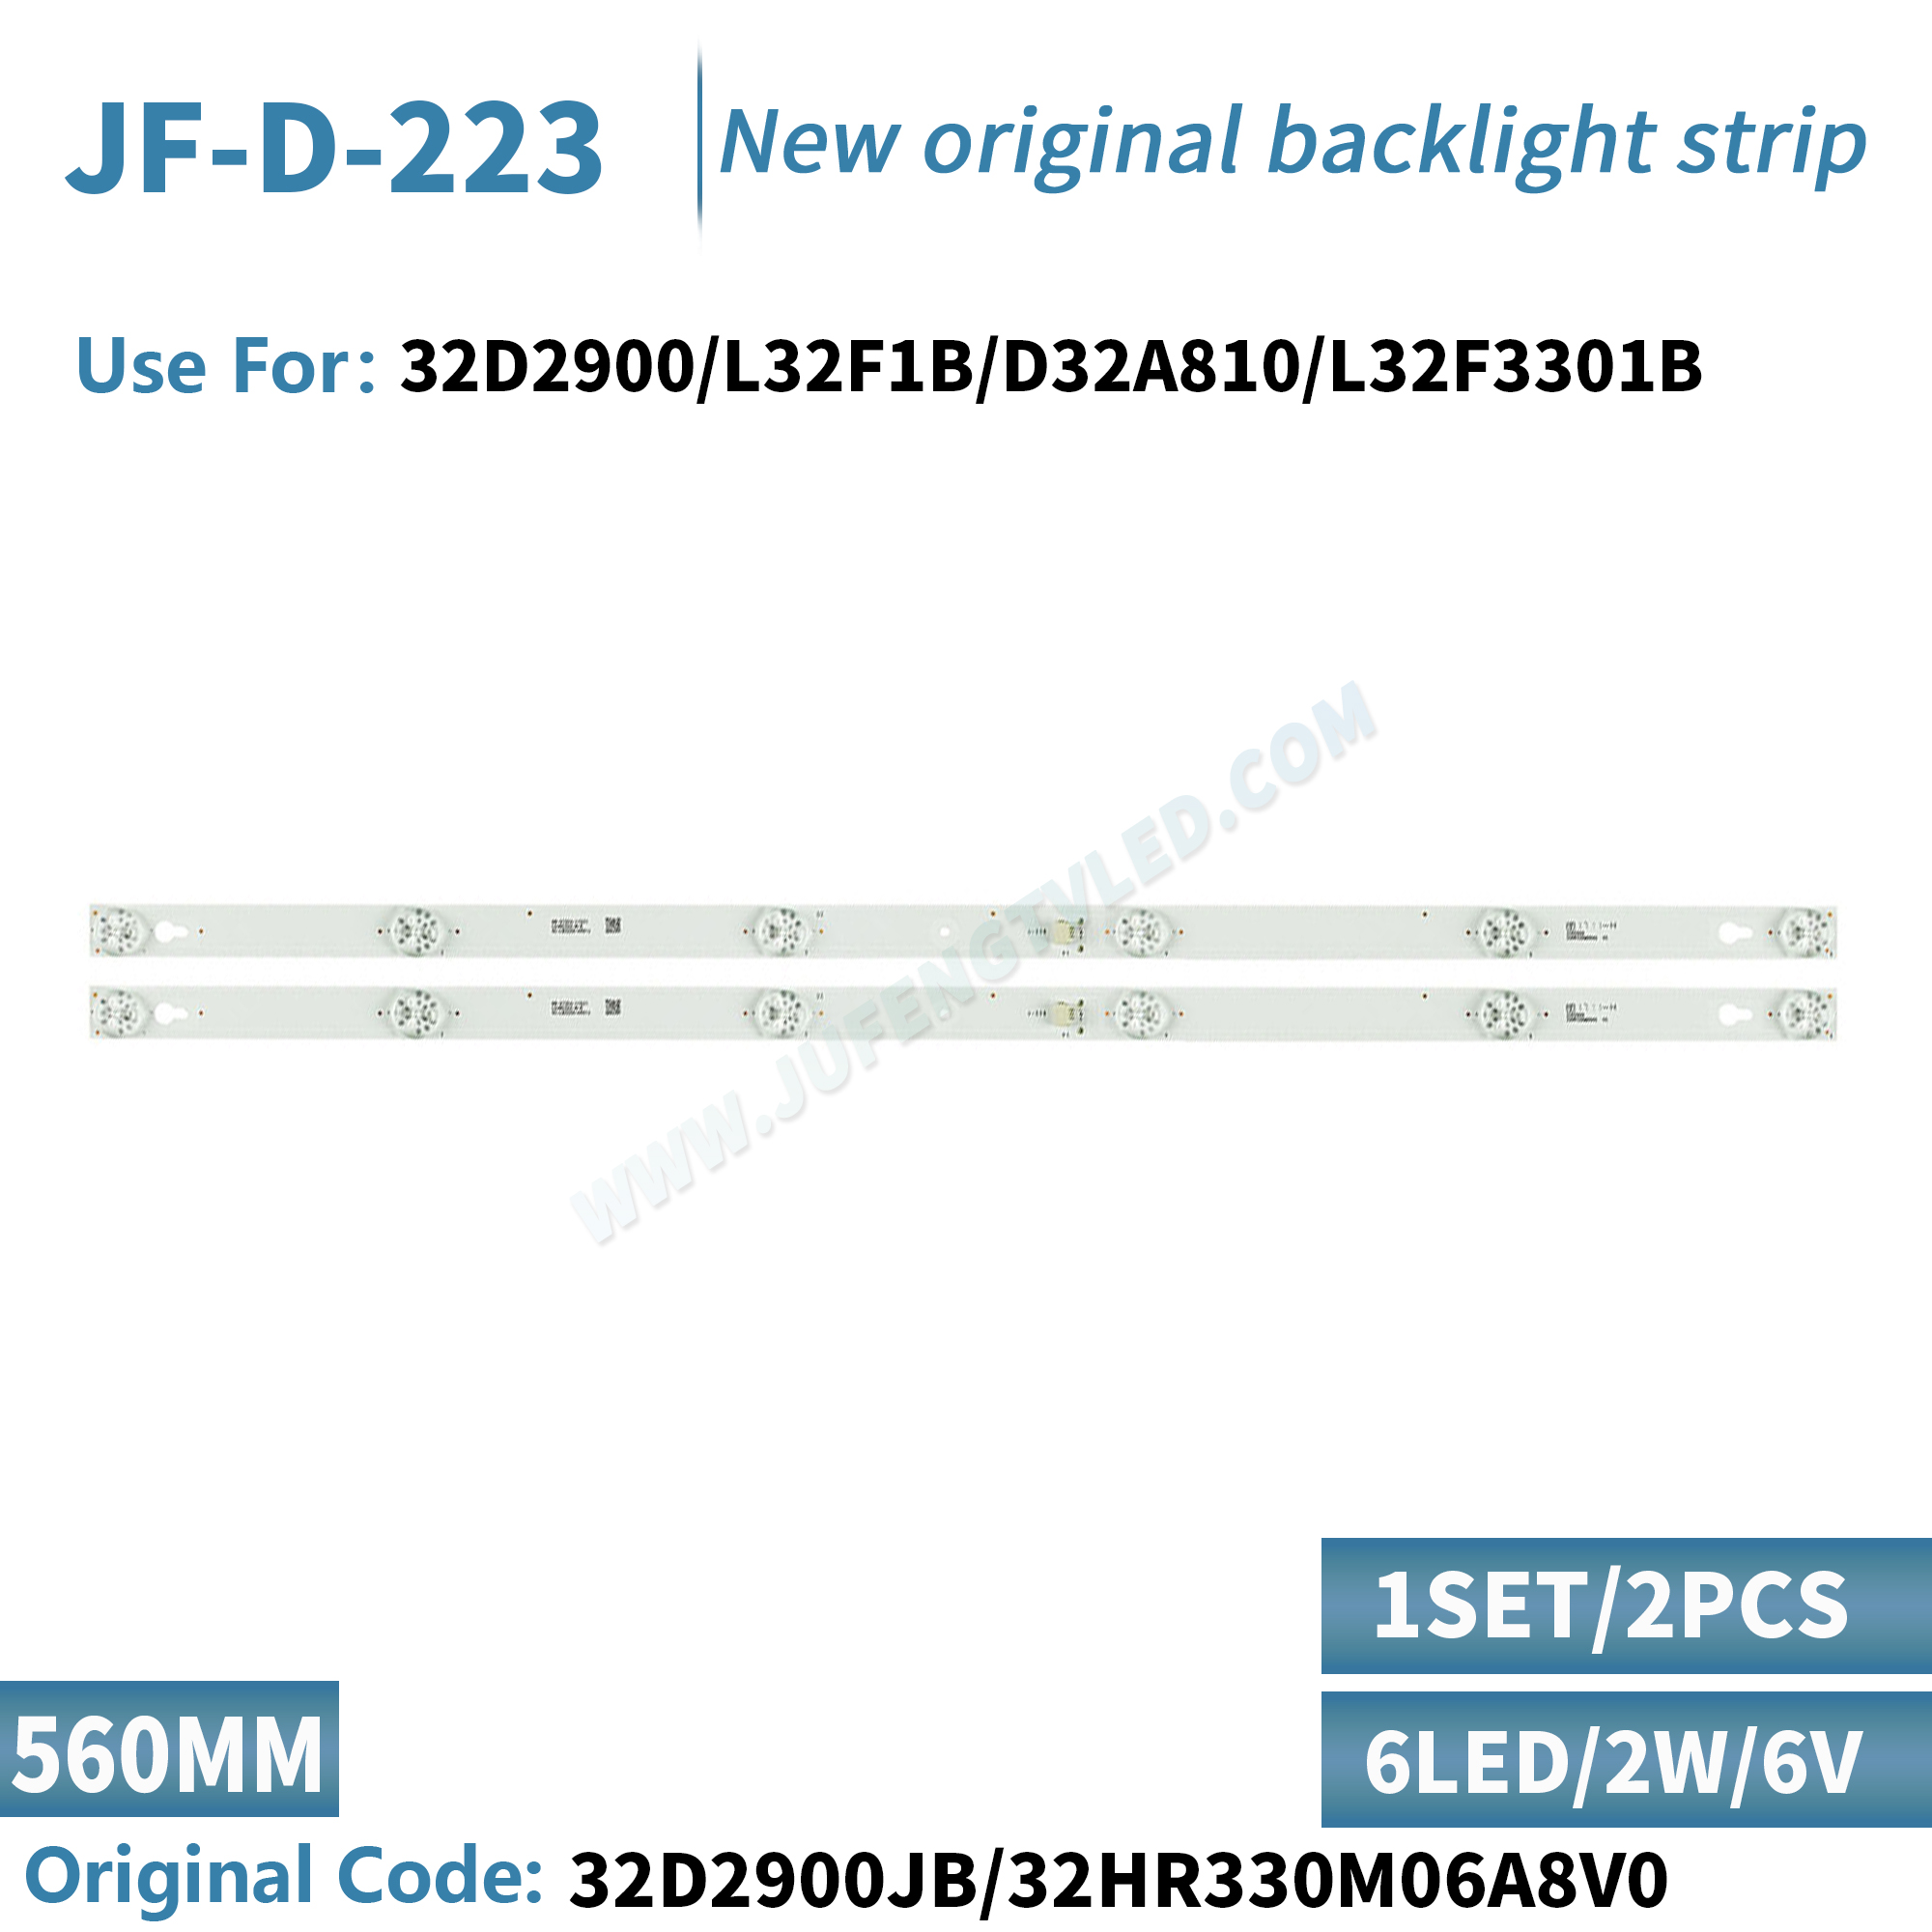 JF-D-223
New original backlight strip
Use For: 32D2900/L32F1B/D32A810/L32F3301B
WWW.JUFENGTVLED.COM
1SET/2PCS
560MM
6LED/2W/6V
Original Code: 32D2900JB/32HR330M06A8V0